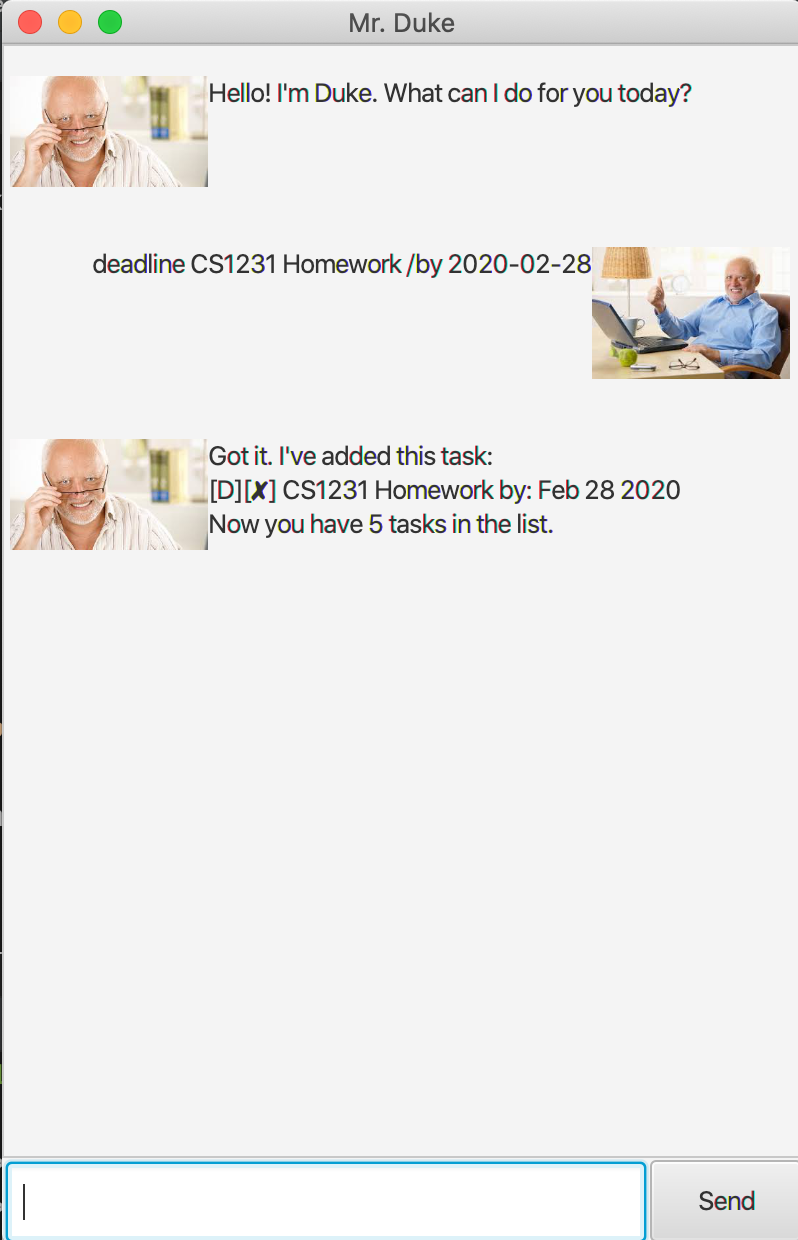 Mr. Duke
Hello! I'm Duke. What can I do for you today?
deadline CS1231 Homework /by 2020-02-28
Got it. I've added this task:
[D][✘] CS1231 Homework by: Feb 28 2020
Now you have 5 tasks in the list.
Send